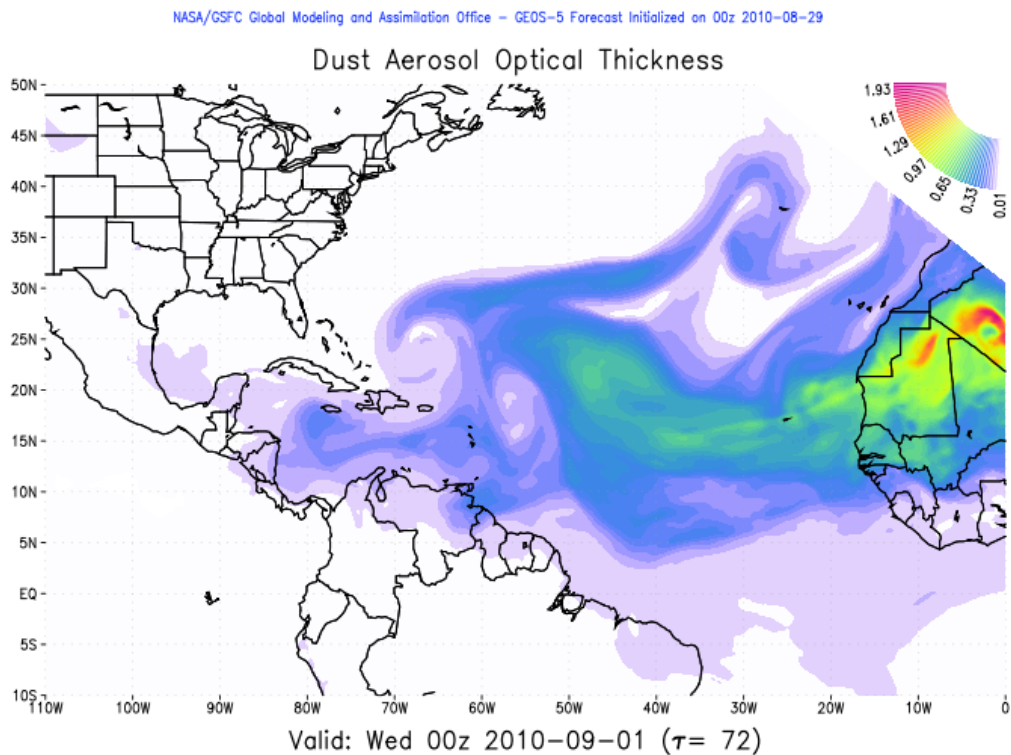 NASA/GSFC Global Modeling and Assimilation Office - GEOS-5 Forecast Initialized on 00z 2010-08-29
Dust Aerosol Optical Thickness
50N
45N
40N
35N
30N
25N
20N
15N
10N
5N
EQ
5S
10S
1.93
1.61
1.29
0.97
0.65
0.33
0.01
110W 100W 90W 80W 70W 60W 50W 40W 30W 20W 10W 0
Valid: Wed 00z 2010-09-01 (τ= 72)